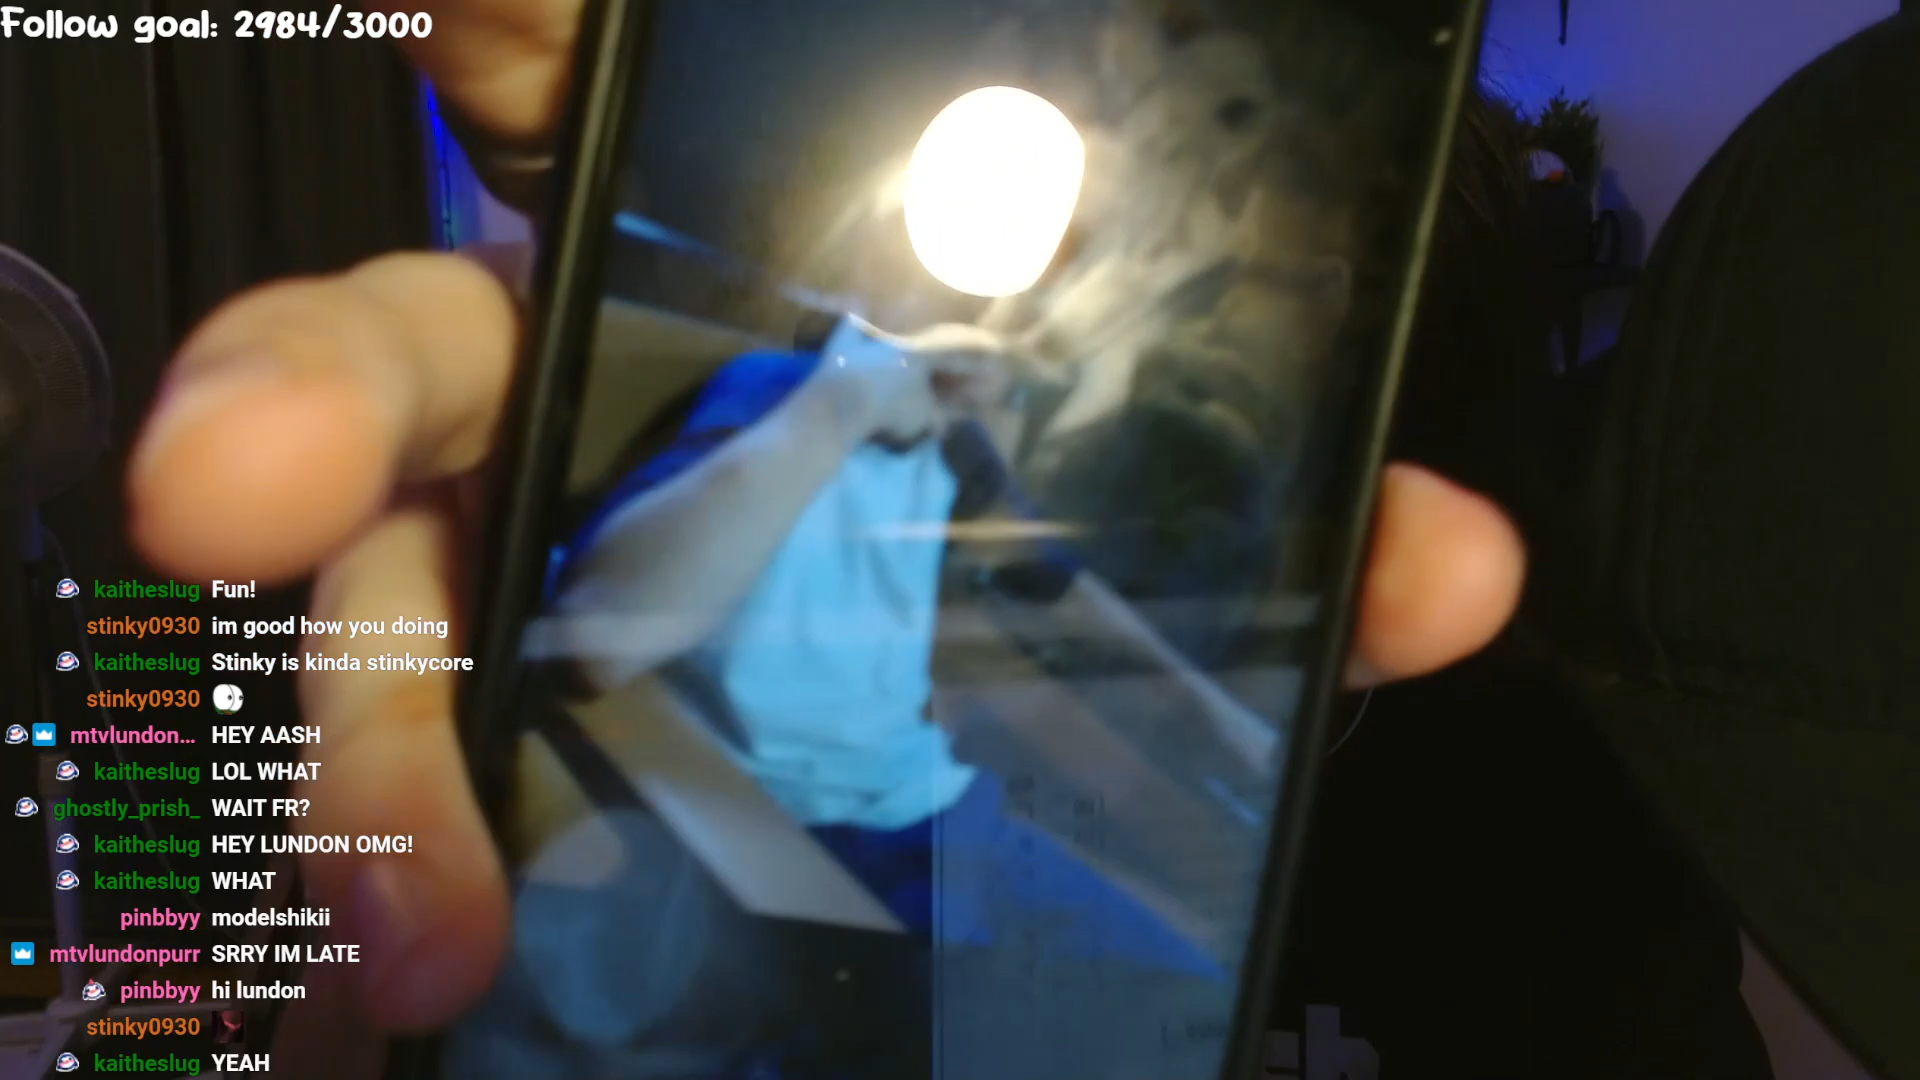 Follow goal: 2984/3000
kaitheslug Fun!
stinky0930 im good how you doing
kaitheslug Stinky is kinda stinkycore
stinky0930
mtvlundon... HEY AASH
kaitheslug LOL WHAT
ghostly_prish_ WAIT FR?
kaitheslug HEY LUNDON OMG!
kaitheslug WHAT
pinbbyy modelshikii
mtvlundonpurr SRRY IM LATE
pinbbyy hi lundon
stinky0930
kaitheslug YEAH